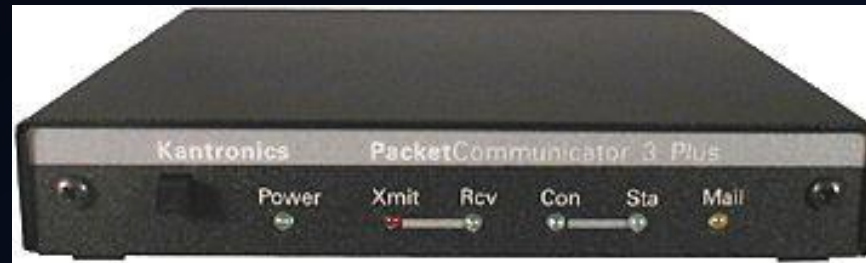 Kantronics PacketCommunicator 3 Plus
Power Xmit Rcv Con Sta Mail